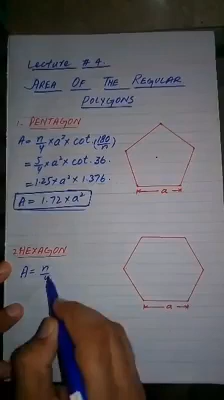 Lecture # 4.
AREA OF THE REGULAR
POLYGONS
1. PENTAGON
A = n/4 × a² × cot (180/n)
= 5/4 × a² × cot 36.
= 1.25 × a² × 1.376.
A = 1.72 × a²
a
2. HEXAGON
A = n/4
a